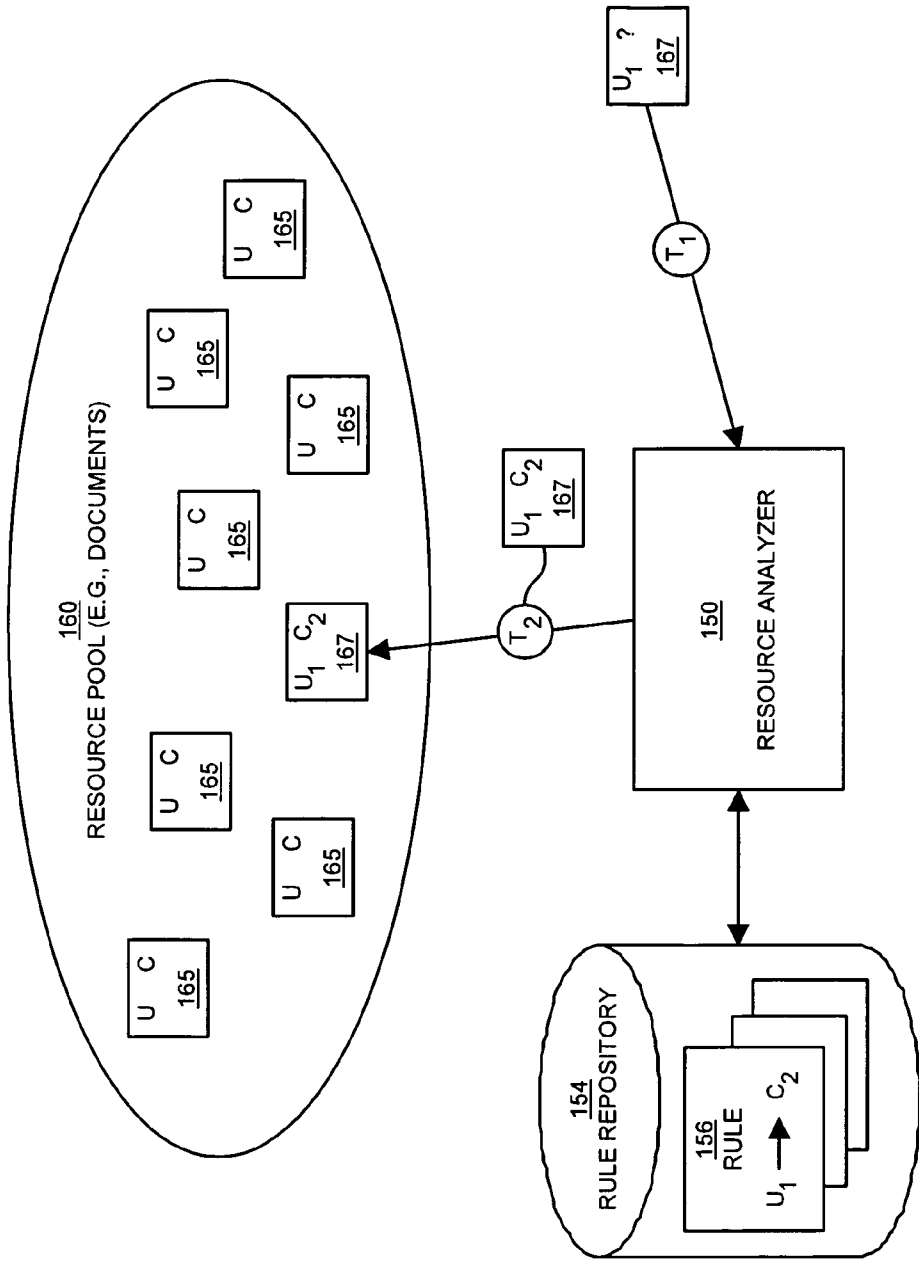 160
RESOURCE POOL (E.G., DOCUMENTS)
U C
165
U C
165
U C
165
U C
165
U C
165
U C
165
U C
165
U₁ C₂
167
T₂
U₁ C₂
167
154
RULE REPOSITORY
156
RULE
U₁ C₂
150
RESOURCE ANALYZER
T₁
U₁ ?
167